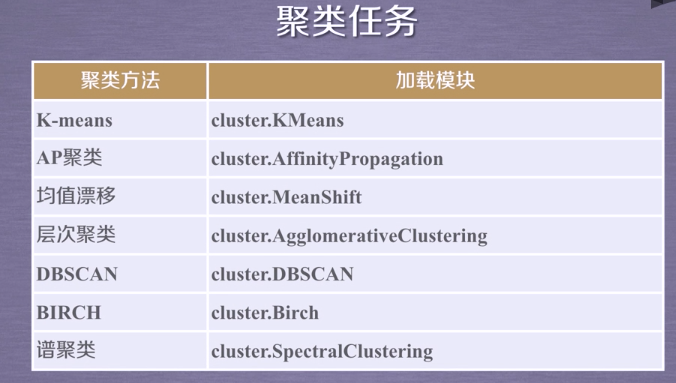 聚类任务
聚类方法 加载模块
K-means cluster.KMeans
AP聚类 cluster.AffinityPropagation
均值漂移 cluster.MeanShift
层次聚类 cluster.AgglomerativeClustering
DBSCAN cluster.DBSCAN
BIRCH cluster.Birch
谱聚类 cluster.SpectralClustering